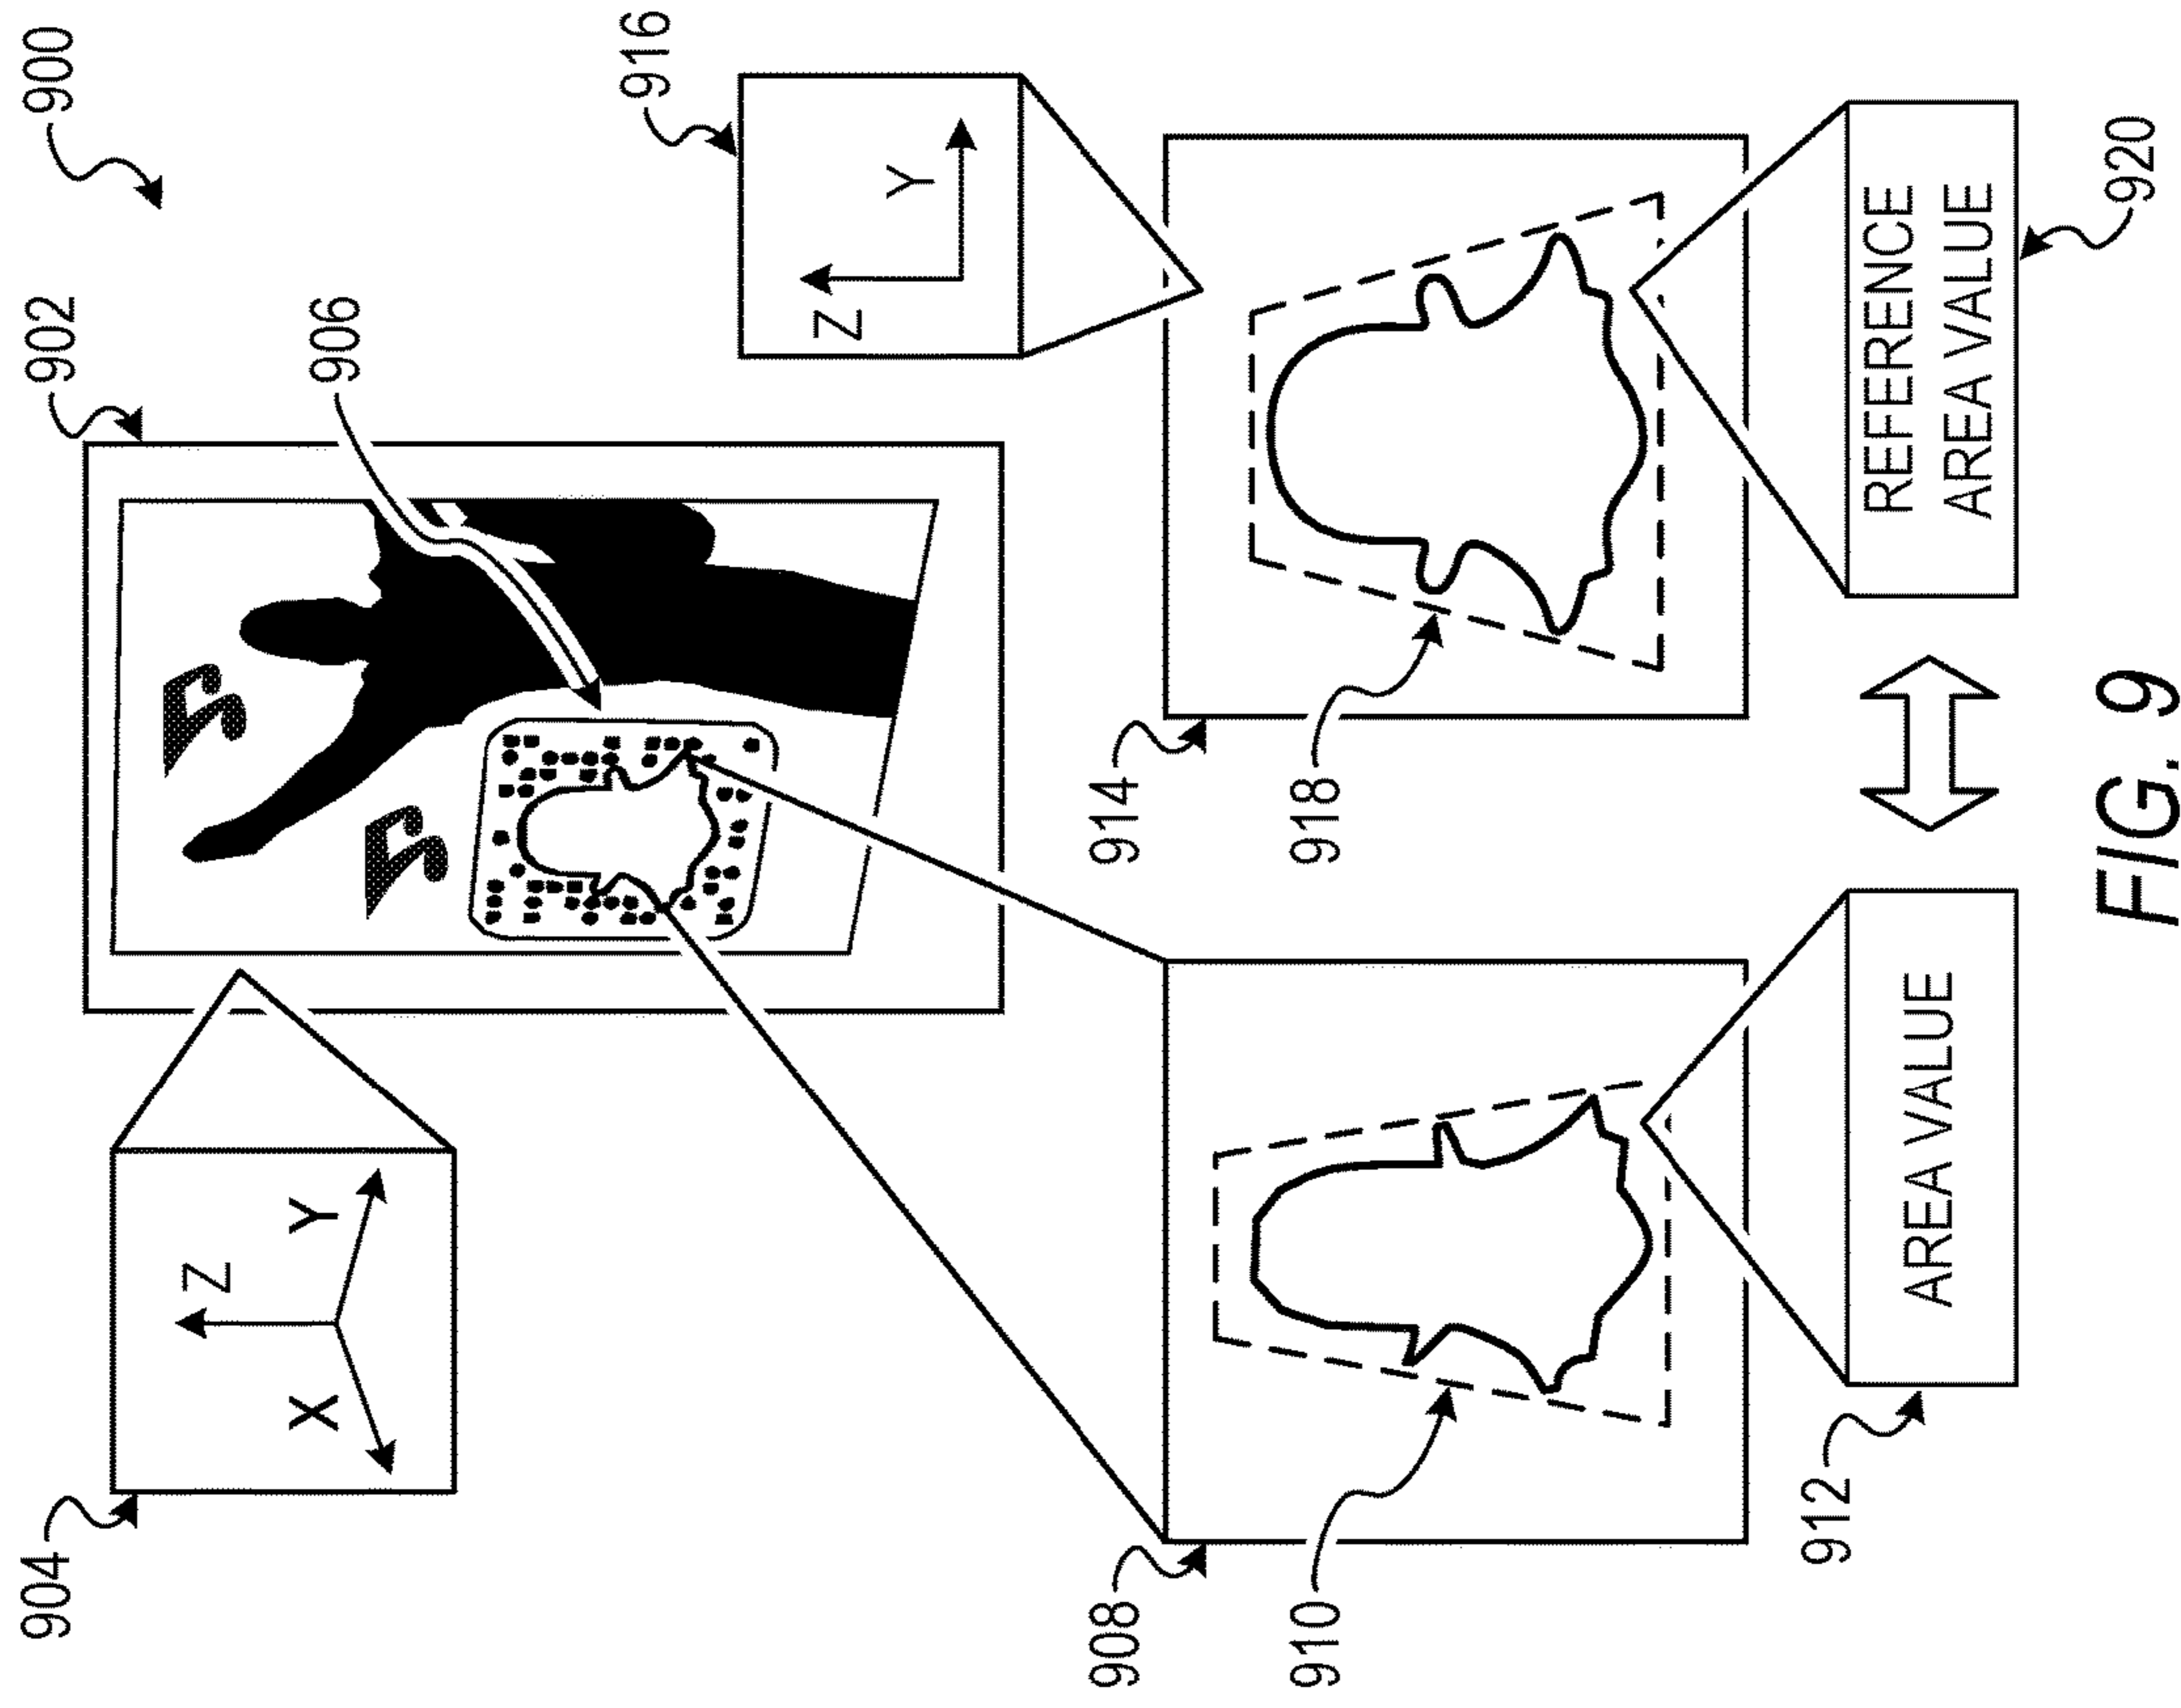 900
902
904
906
Z
X
Y
916
Z
Y
908
910
914
918
912
AREA VALUE
REFERENCE
AREA VALUE
920
FIG. 9